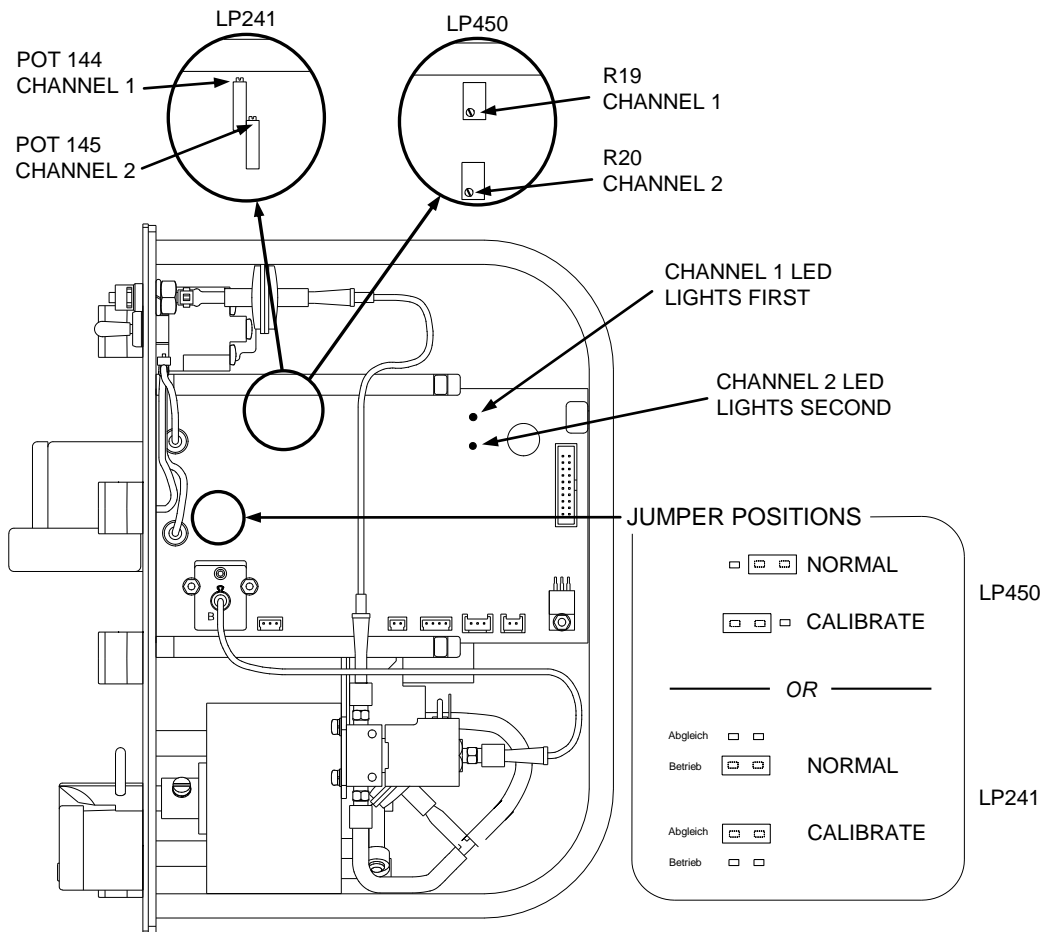 LP241
LP450
POT 144
CHANNEL 1
POT 145
CHANNEL 2
R19
CHANNEL 1
R20
CHANNEL 2
CHANNEL 1 LED
LIGHTS FIRST
CHANNEL 2 LED
LIGHTS SECOND
JUMPER POSITIONS
NORMAL
LP450
CALIBRATE
OR
Abgleich
Betrieb
NORMAL
LP241
Abgleich
CALIBRATE
Betrieb
B